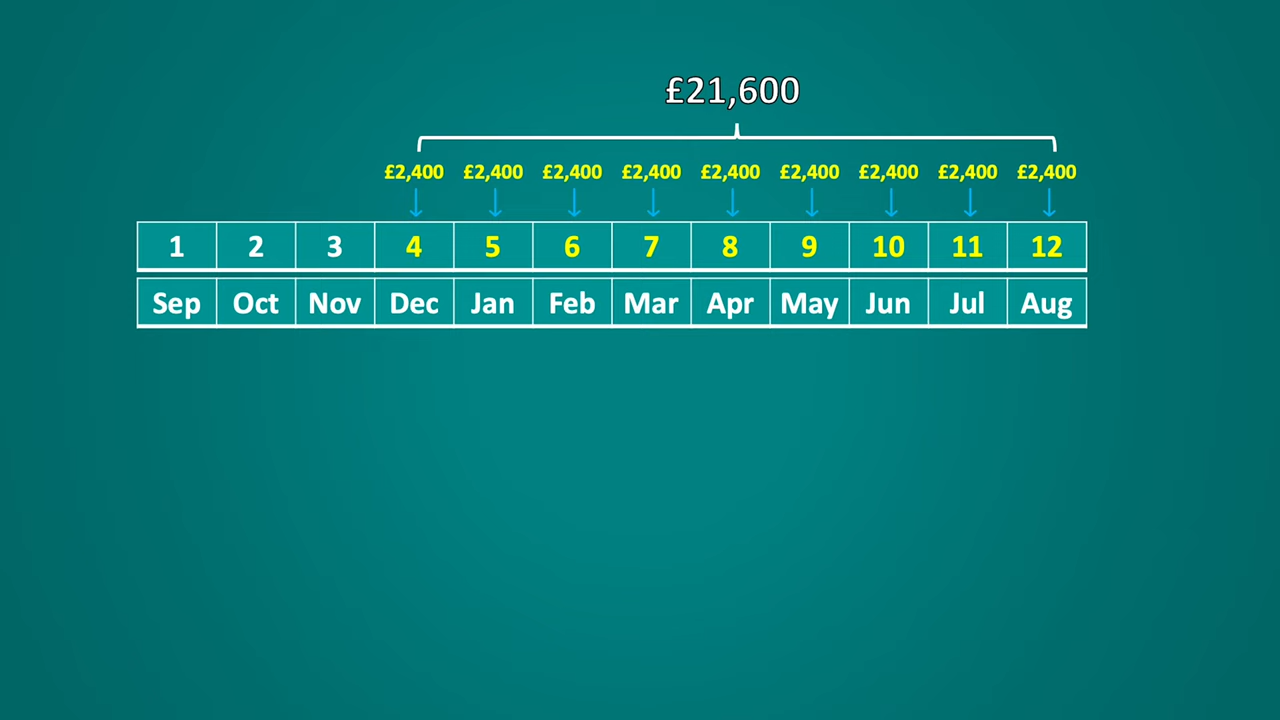 £21,600
£2,400 £2,400 £2,400 £2,400 £2,400 £2,400 £2,400 £2,400 £2,400
1 2 3 4 5 6 7 8 9 10 11 12
Sep Oct Nov Dec Jan Feb Mar Apr May Jun Jul Aug